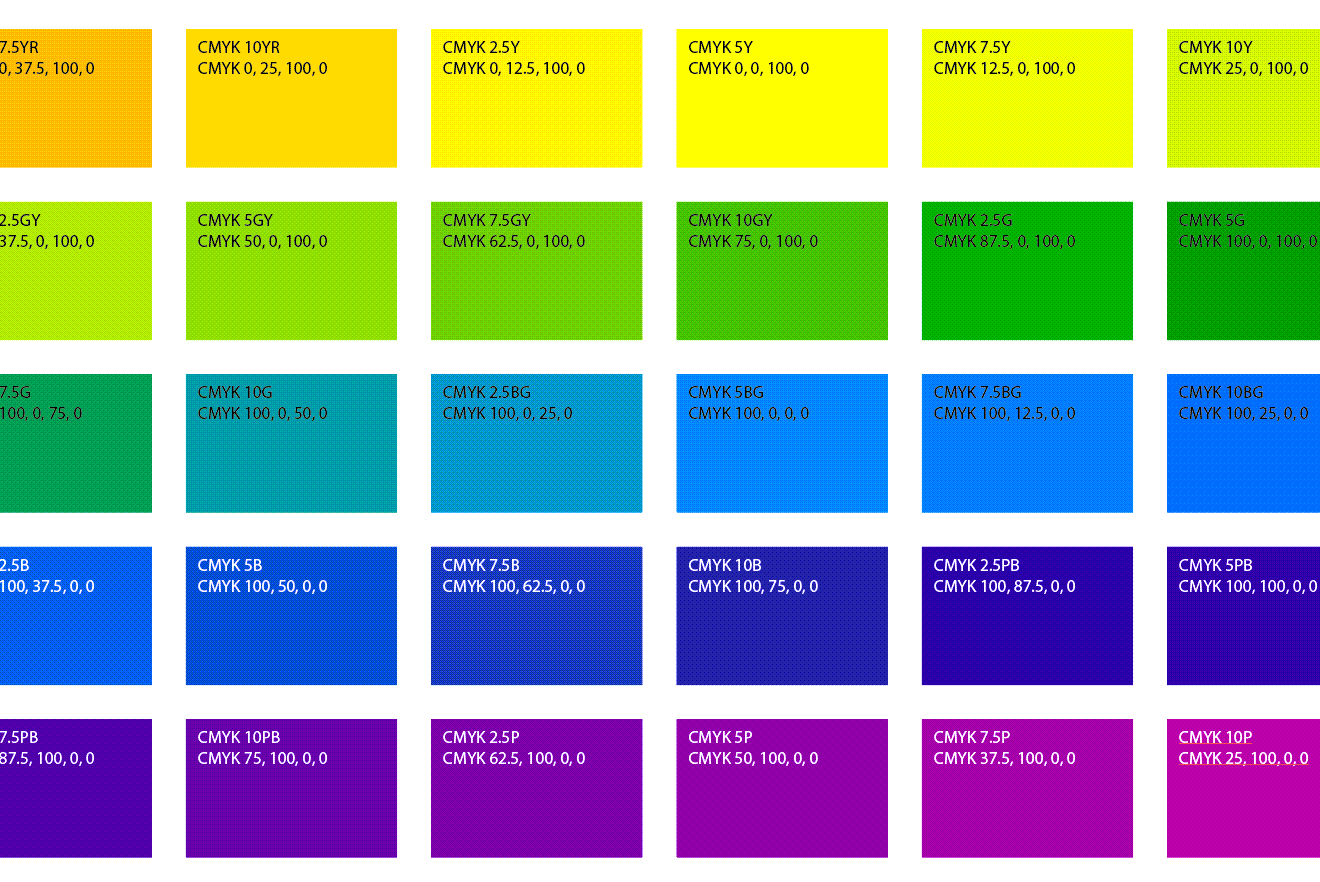 7.5YR
0, 37.5, 100, 0
CMYK 10YR
CMYK 0, 25, 100, 0
CMYK 2.5Y
CMYK 0, 12.5, 100, 0
CMYK 5Y
CMYK 0, 0, 100, 0
CMYK 7.5Y
CMYK 12.5, 0, 100, 0
CMYK 10Y
CMYK 25, 0, 100, 0
2.5GY
37.5, 0, 100, 0
CMYK 5GY
CMYK 50, 0, 100, 0
CMYK 7.5GY
CMYK 62.5, 0, 100, 0
CMYK 10GY
CMYK 75, 0, 100, 0
CMYK 2.5G
CMYK 87.5, 0, 100, 0
CMYK 5G
CMYK 100, 0, 100, 0
7.5G
100, 0, 75, 0
CMYK 10G
CMYK 100, 0, 50, 0
CMYK 2.5BG
CMYK 100, 0, 25, 0
CMYK 5BG
CMYK 100, 0, 0, 0
CMYK 7.5BG
CMYK 100, 12.5, 0, 0
CMYK 10BG
CMYK 100, 25, 0, 0
2.5B
100, 37.5, 0, 0
CMYK 5B
CMYK 100, 50, 0, 0
CMYK 7.5B
CMYK 100, 62.5, 0, 0
CMYK 10B
CMYK 100, 75, 0, 0
CMYK 2.5PB
CMYK 100, 87.5, 0, 0
CMYK 5PB
CMYK 100, 100, 0, 0
7.5PB
87.5, 100, 0, 0
CMYK 10PB
CMYK 75, 100, 0, 0
CMYK 2.5P
CMYK 62.5, 100, 0, 0
CMYK 5P
CMYK 50, 100, 0, 0
CMYK 7.5P
CMYK 37.5, 100, 0, 0
CMYK 10P
CMYK 25, 100, 0, 0